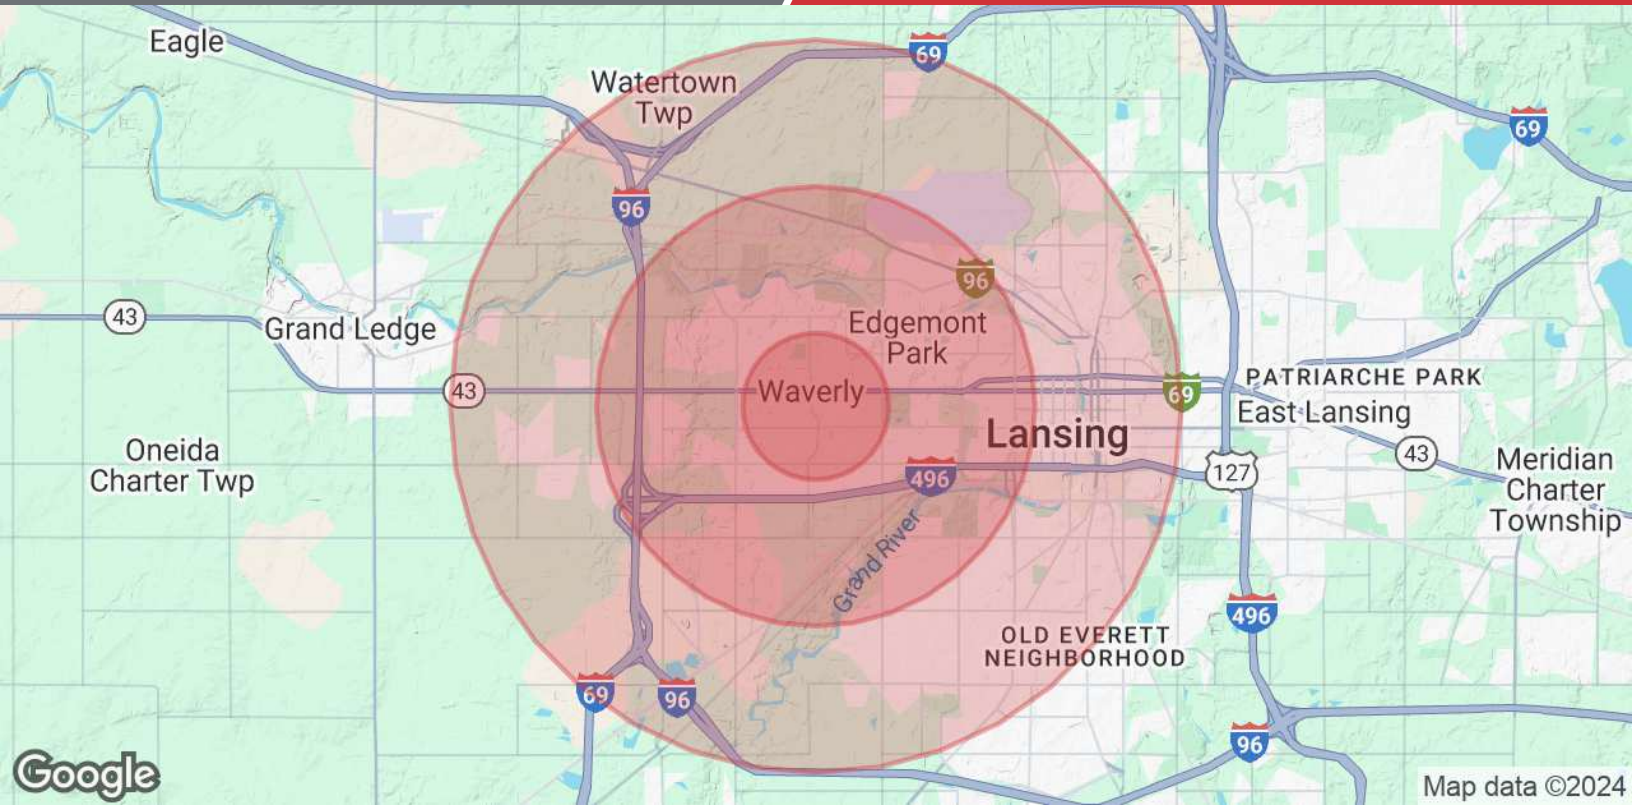 Eagle
69
Watertown
Twp
69
96
96
43
Grand Ledge
Edgemont
Park
43
Waverly
69
PATRIARCHE PARK
East Lansing
Lansing
43
Oneida
Charter Twp
127
496
Meridian
Charter
Township
Grand River
496
OLD EVERETT
NEIGHBORHOOD
69
96
96
Google
Map data ©2024